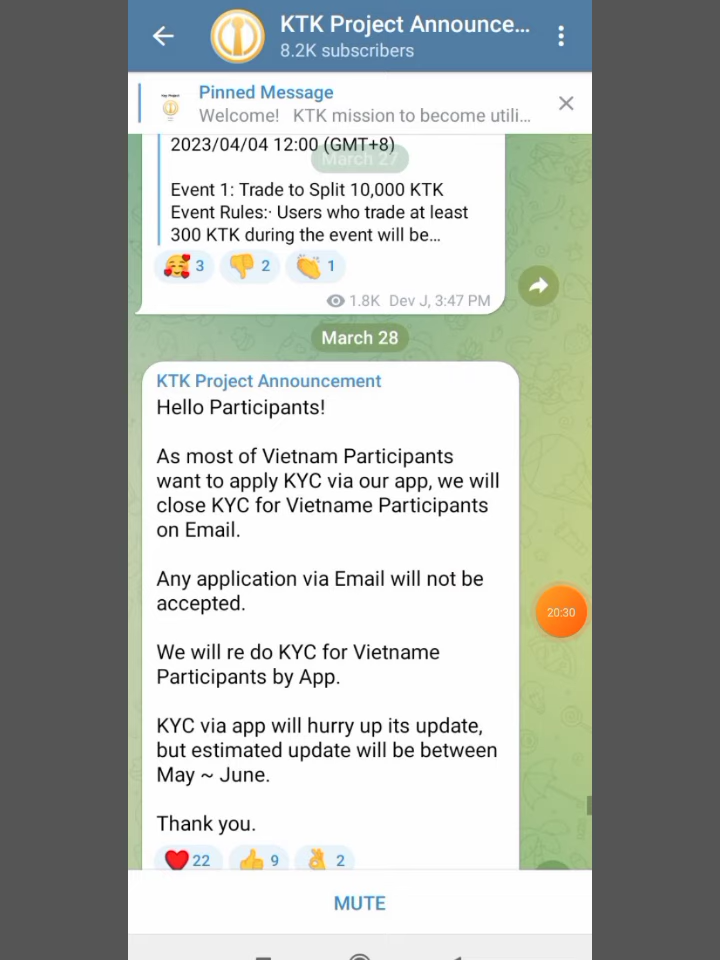 KTK Project Announce...
8.2K subscribers
Pinned Message
Welcome! KTK mission to become utili...
2023/04/04 12:00 (GMT+8)
March 27
Event 1: Trade to Split 10,000 KTK
Event Rules:· Users who trade at least
300 KTK during the event will be...
3
2
1
1.8K Dev J, 3:47 PM
March 28
KTK Project Announcement
Hello Participants!
As most of Vietnam Participants
want to apply KYC via our app, we will
close KYC for Vietname Participants
on Email.
Any application via Email will not be
accepted.
We will re do KYC for Vietname
Participants by App.
KYC via app will hurry up its update,
but estimated update will be between
May ~ June.
Thank you.
22
9
2
20:30
MUTE